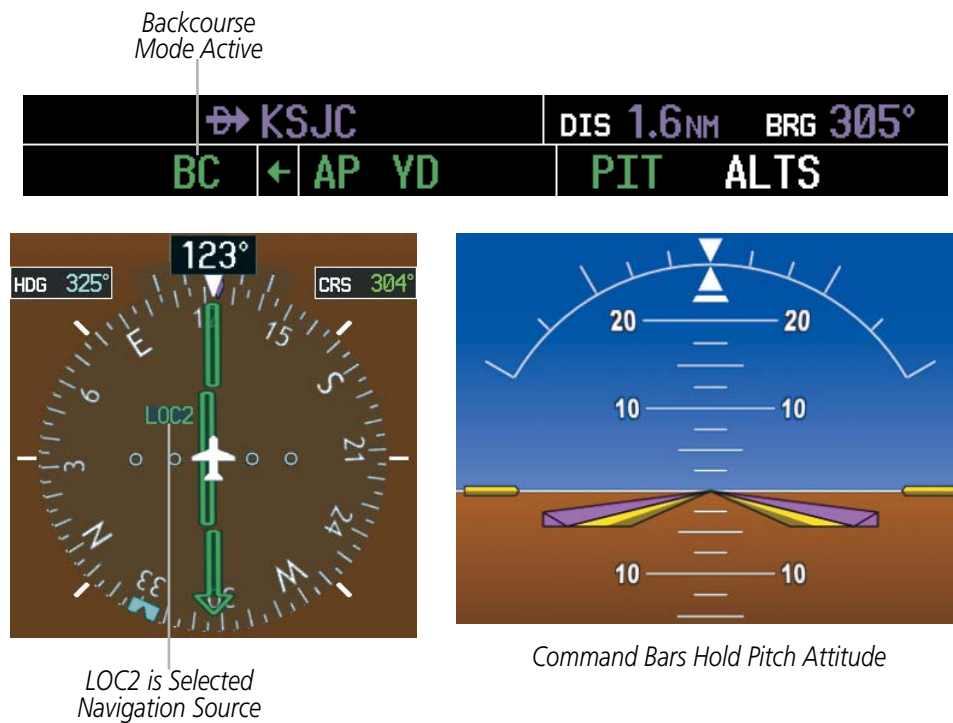 Backcourse
Mode Active
KSJC DIS 1.6NM BRG 305°
BC ← AP YD PIT ALTS
123°
HDG 325° CRS 304°
12 15
E S
6 21
LOC2
3 24
N W
33 30
20 20
10 10
10 10
Command Bars Hold Pitch Attitude
LOC2 is Selected
Navigation Source